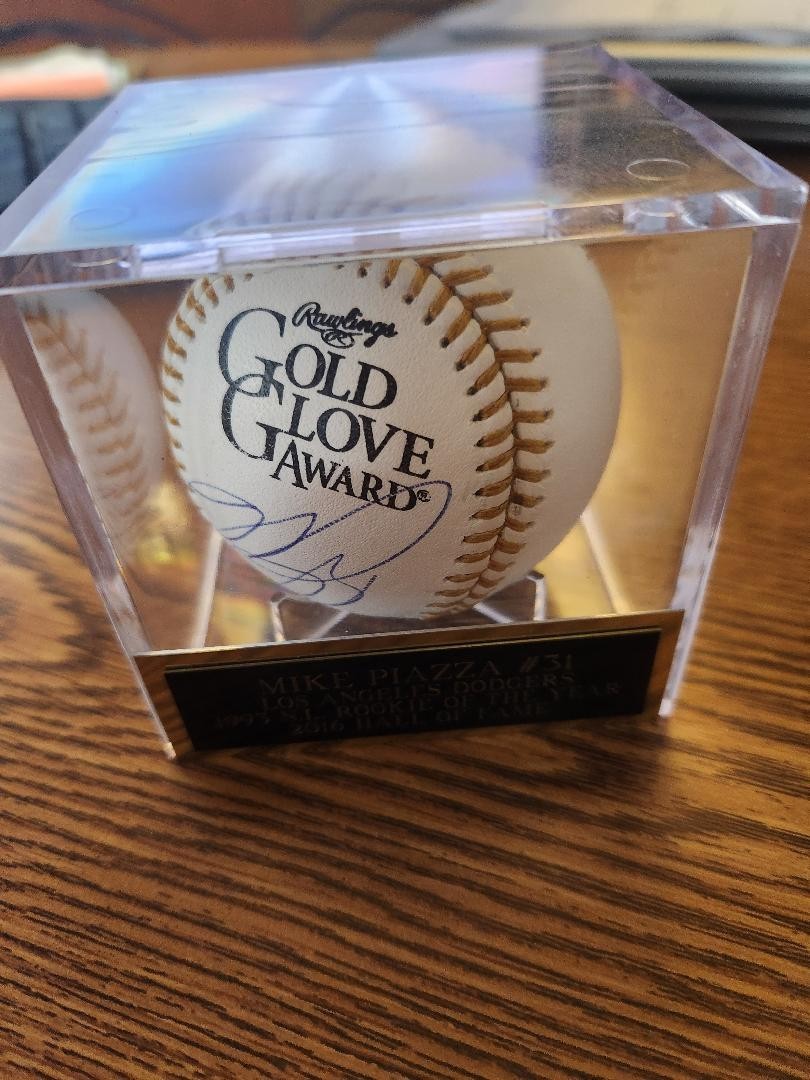 Rawlings
GOLD
GLOVE
AWARD®
MIKE PIAZZA #31
LOS ANGELES DODGERS
1993 N.L. ROOKIE OF THE YEAR
2016 HALL OF FAME